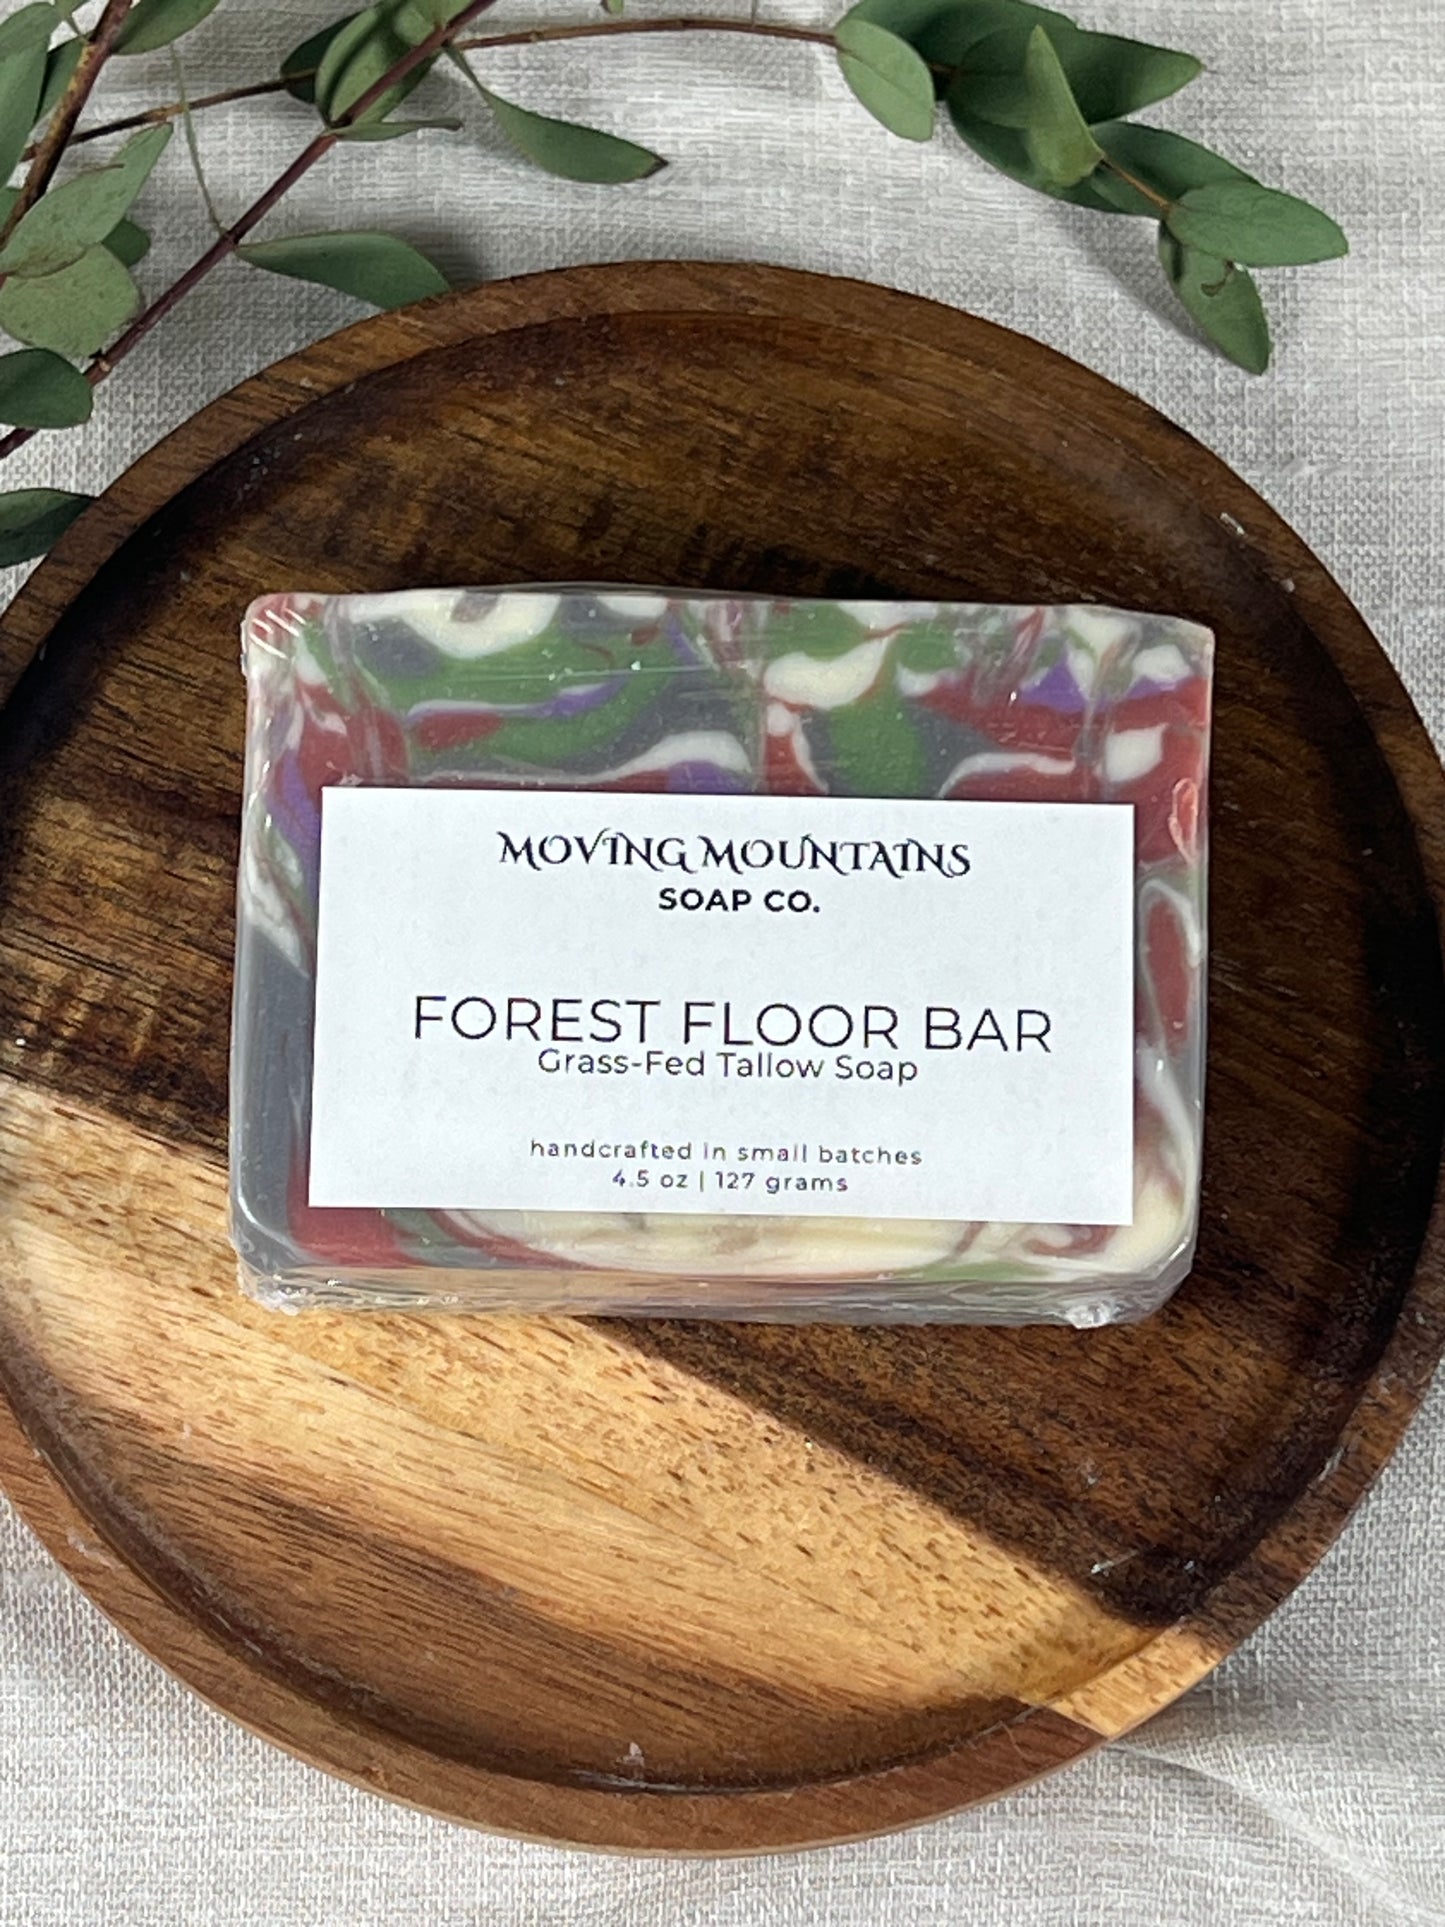 MOVING MOUNTAINS
SOAP CO.
FOREST FLOOR BAR
Grass-Fed Tallow Soap
handcrafted in small batches
4.5 oz | 127 grams